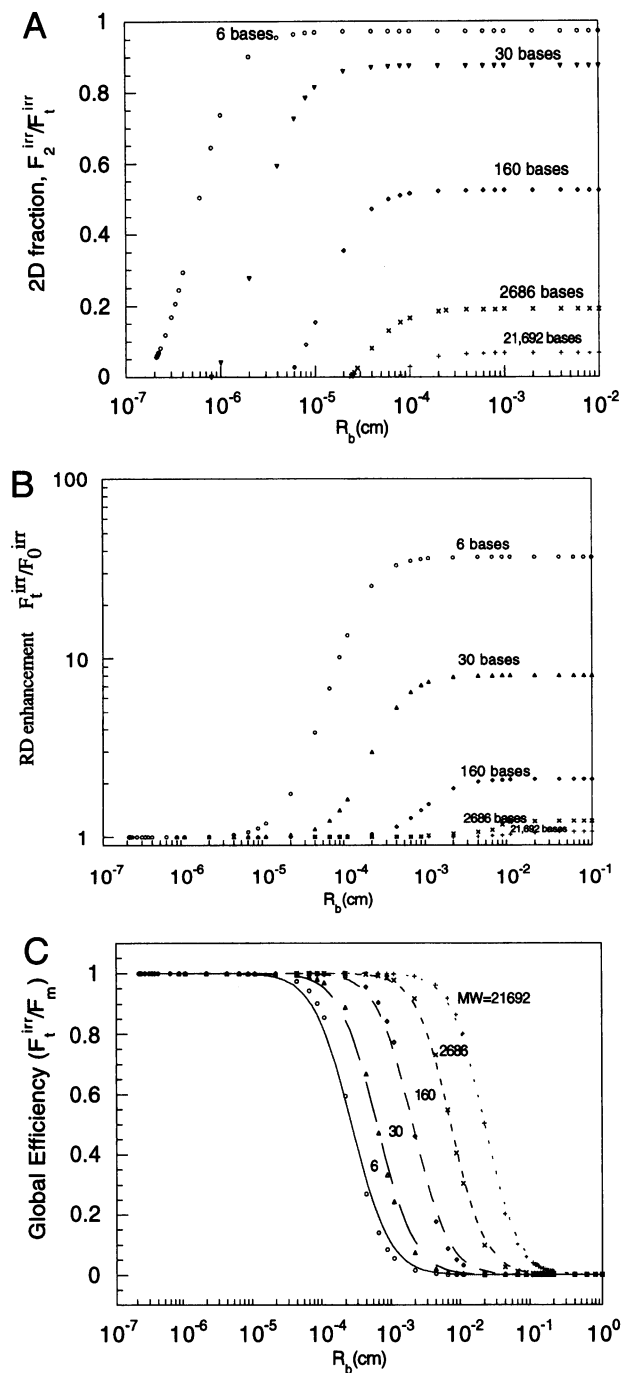 A
2D fraction, F₂ⁱʳʳ/Fₜⁱʳʳ
1
0.8
0.6
0.4
0.2
0
6 bases
30 bases
160 bases
2686 bases
21,692 bases
10⁻⁷ 10⁻⁶ 10⁻⁵ 10⁻⁴ 10⁻³ 10⁻²
R_b(cm)
B
RD enhancement Fₜⁱʳʳ/F₀ⁱʳʳ
100
10
1
6 bases
30 bases
160 bases
2686 bases
21,692 bases
10⁻⁷ 10⁻⁶ 10⁻⁵ 10⁻⁴ 10⁻³ 10⁻² 10⁻¹
R_b(cm)
C
Global Efficiency (Fₜⁱʳʳ/Fₘ)
1
0.8
0.6
0.4
0.2
0
MW=21692
2686
160
30
6
10⁻⁷ 10⁻⁶ 10⁻⁵ 10⁻⁴ 10⁻³ 10⁻² 10⁻¹ 10⁰
R_b(cm)